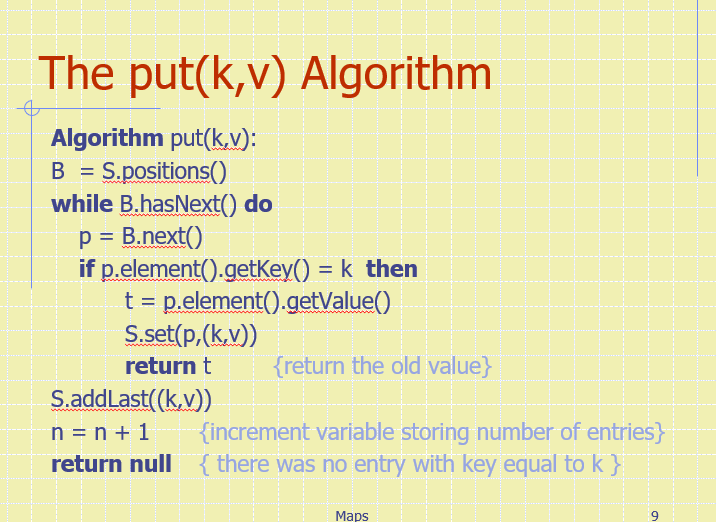 The put(k,v) Algorithm
Algorithm put(k,v):
B = S.positions()
while B.hasNext() do
p = B.next()
if p.element().getKey() = k then
t = p.element().getValue()
S.set(p,(k,v))
return t {return the old value}
S.addLast((k,v))
n = n + 1 {increment variable storing number of entries}
return null { there was no entry with key equal to k }
Maps 9